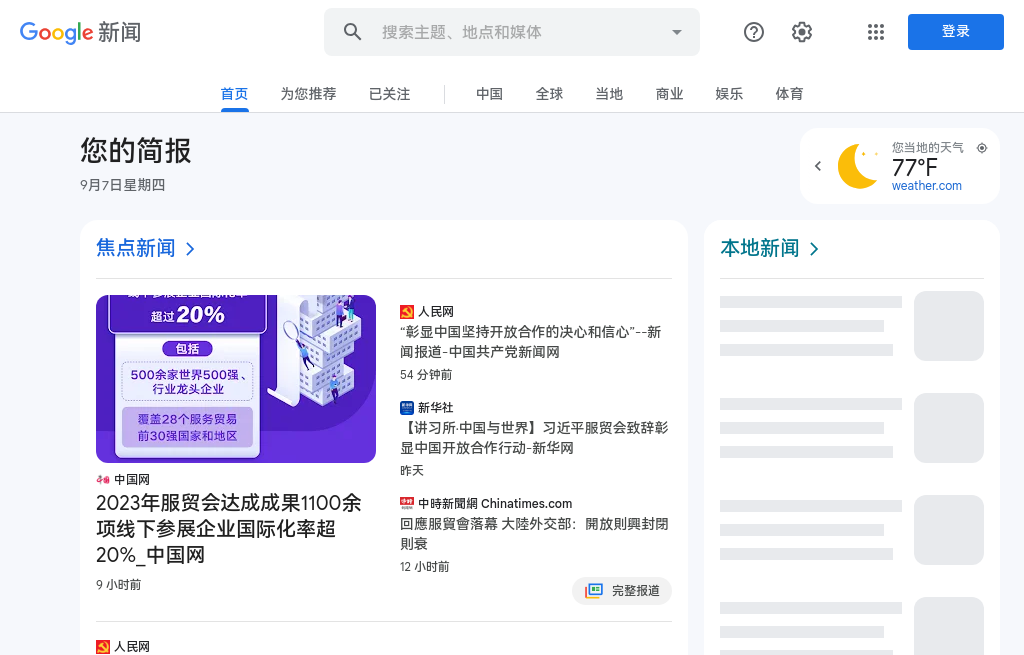 Google 新闻
搜索主题、地点和媒体
登录
首页
为您推荐
已关注
中国
全球
当地
商业
娱乐
体育
您的简报
9月7日星期四
您当地的天气
77°F
weather.com
焦点新闻
超过20%
包括
500余家世界500强、
行业龙头企业
覆盖28个服务贸易
前30强国家和地区
中国网
2023年服贸会达成成果1100余
项线下参展企业国际化率超
20%_中国网
9 小时前
人民网
“彰显中国坚持开放合作的决心和信心”--新
闻报道-中国共产党新闻网
54 分钟前
新华社
【讲习所·中国与世界】习近平服贸会致辞彰
显中国开放合作行动-新华网
昨天
中時新聞網 Chinatimes.com
回應服貿會落幕 大陸外交部：開放則興封閉
則衰
12 小时前
完整报道
人民网
本地新闻